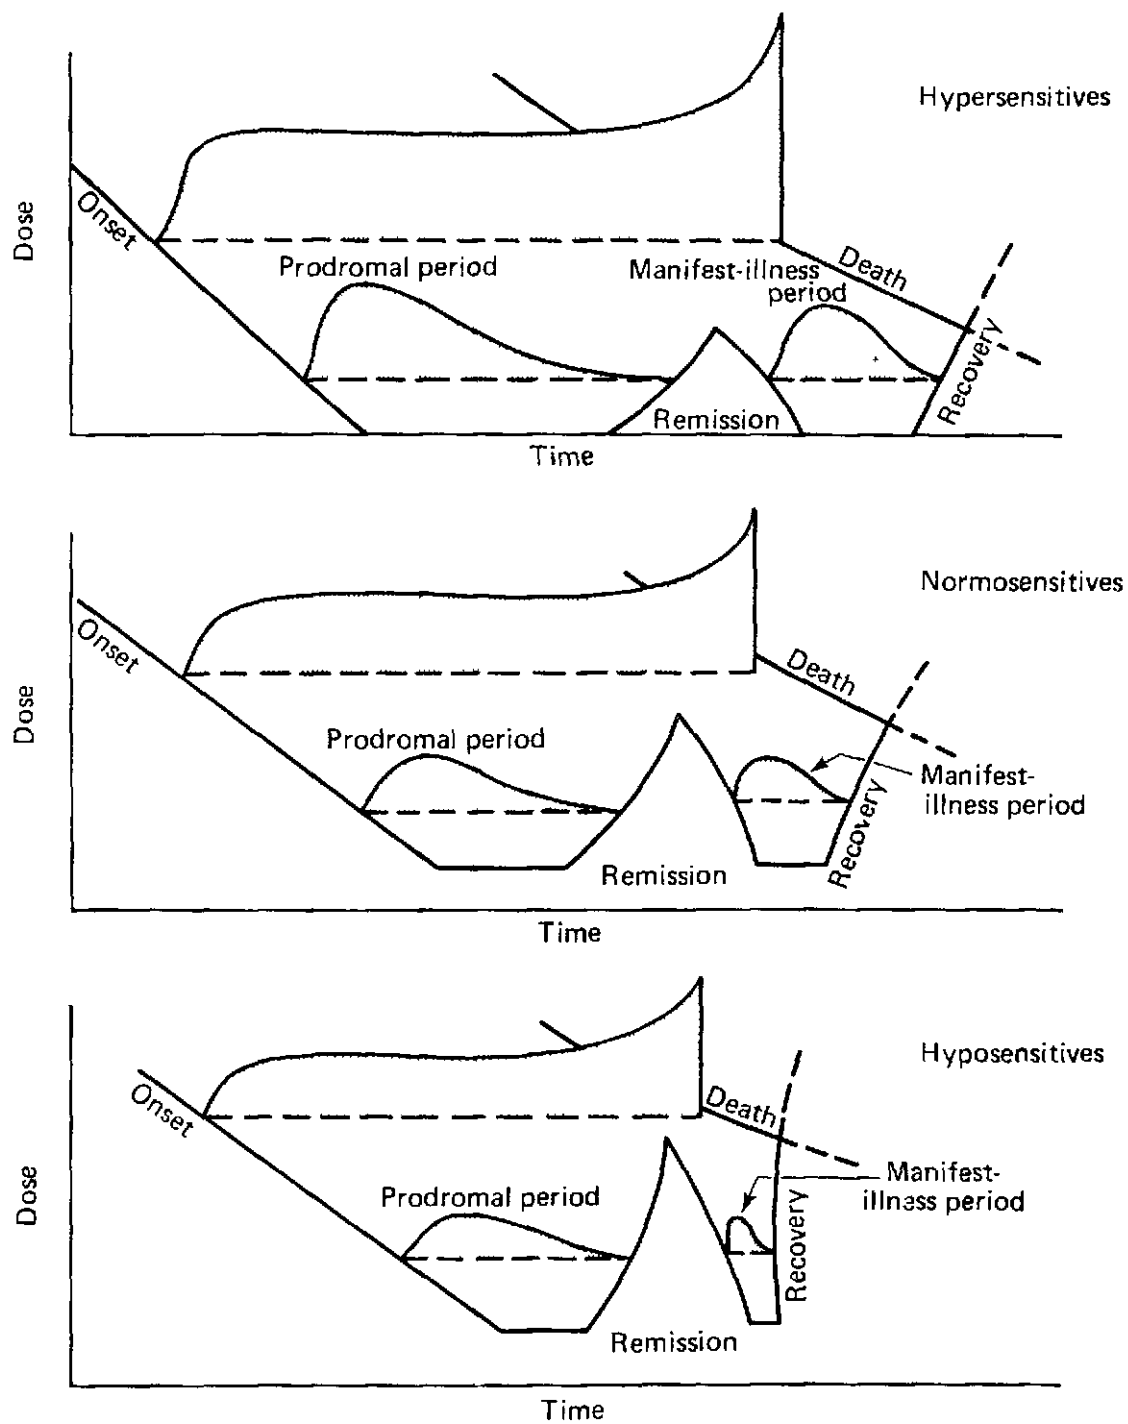 Hypersensitives
Dose
Onset
Prodromal period
Manifest-illness
period
Death
Recovery
Remission
Time
Normosensitives
Dose
Onset
Prodromal period
Death
Manifest-
illness period
Recovery
Remission
Time
Hyposensitives
Dose
Onset
Death
Prodromal period
Manifest-
illness period
Recovery
Remission
Time